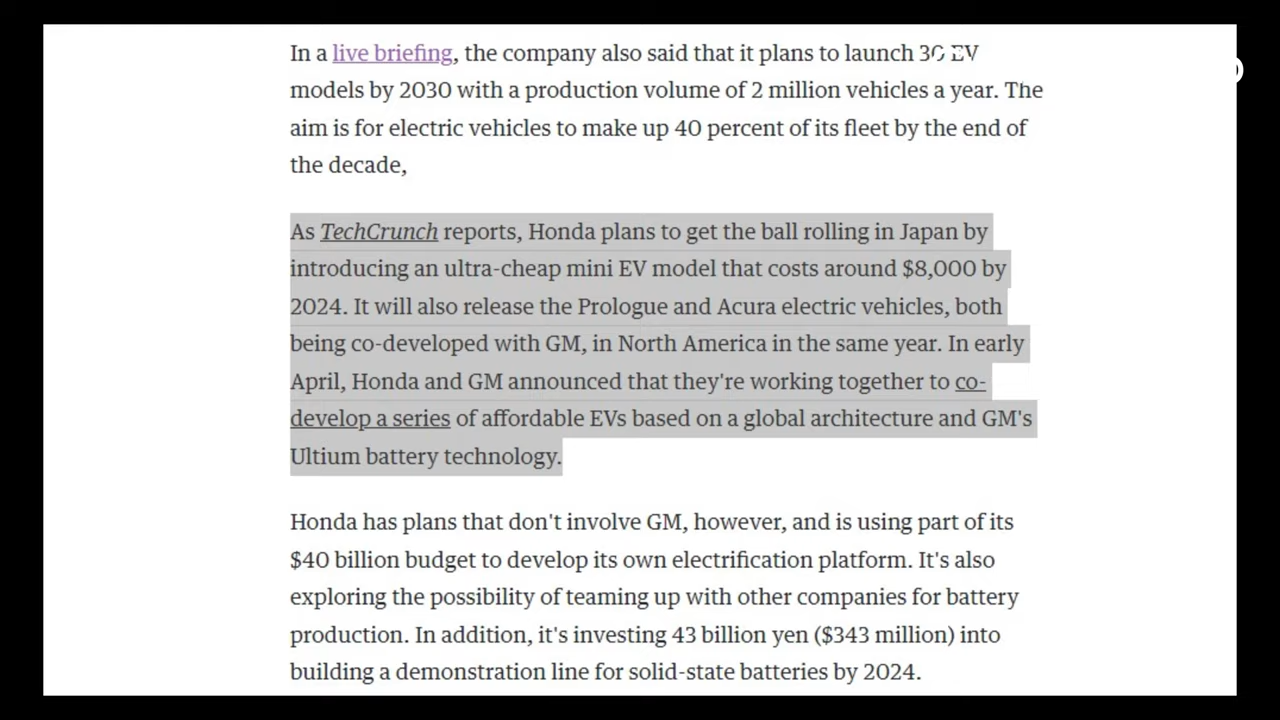 In a live briefing, the company also said that it plans to launch 30 EV
models by 2030 with a production volume of 2 million vehicles a year. The
aim is for electric vehicles to make up 40 percent of its fleet by the end of
the decade,
As TechCrunch reports, Honda plans to get the ball rolling in Japan by
introducing an ultra-cheap mini EV model that costs around $8,000 by
2024. It will also release the Prologue and Acura electric vehicles, both
being co-developed with GM, in North America in the same year. In early
April, Honda and GM announced that they're working together to co-
develop a series of affordable EVs based on a global architecture and GM's
Ultium battery technology.
Honda has plans that don't involve GM, however, and is using part of its
$40 billion budget to develop its own electrification platform. It's also
exploring the possibility of teaming up with other companies for battery
production. In addition, it's investing 43 billion yen ($343 million) into
building a demonstration line for solid-state batteries by 2024.